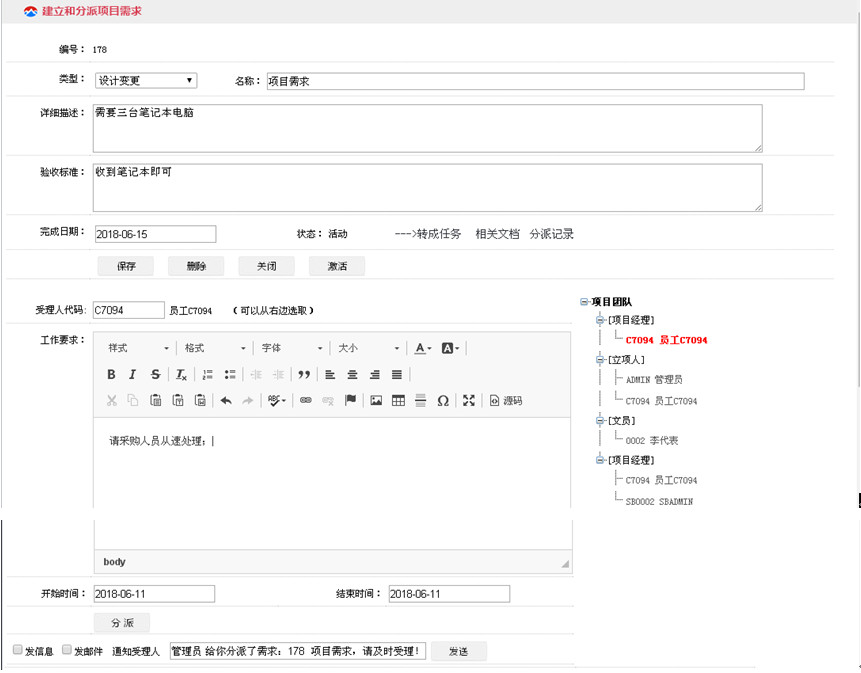 建立和分派项目需求
编号： 178
类型： 设计变更 名称： 项目需求
详细描述： 需要三台笔记本电脑
验收标准： 收到笔记本即可
完成日期： 2018-06-15 状态： 活动 --->转成任务 相关文档 分派记录
保存 删除 关闭 激活
受理人代码: C7094 员工C7094 （可以从右边选取）
工作要求：
样式 格式 字体 大小 A A
B I S Tx
源码
请采购人员从速处理；
body
项目团队
[项目经理]
C7094 员工C7094
[立项人]
ADMIN 管理员
C7094 员工C7094
[文员]
0002 李代表
[项目经理]
C7094 员工C7094
SB0002 SBADMIN
开始时间： 2018-06-11 结束时间： 2018-06-11
分 派
发信息 发邮件 通知受理人 管理员 给你分派了需求：178 项目需求，请及时受理！ 发送